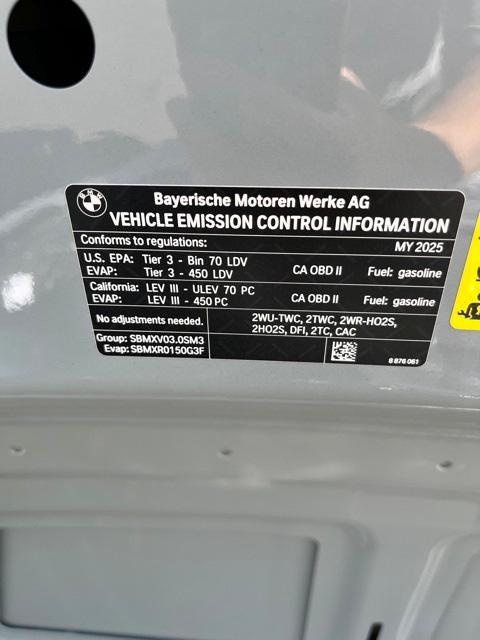 BMW
Bayerische Motoren Werke AG
VEHICLE EMISSION CONTROL INFORMATION
Conforms to regulations: MY 2025
U.S. EPA: Tier 3 - Bin 70 LDV
EVAP: Tier 3 - 450 LDV CA OBD II Fuel: gasoline
California: LEV III - ULEV 70 PC
EVAP: LEV III - 450 PC CA OBD II Fuel: gasoline
No adjustments needed. 2WU-TWC, 2TWC, 2WR-HO2S,
2HO2S, DFI, 2TC, CAC
Group: SBMXV03.0SM3
Evap: SBMXR0150G3F
8 876 061